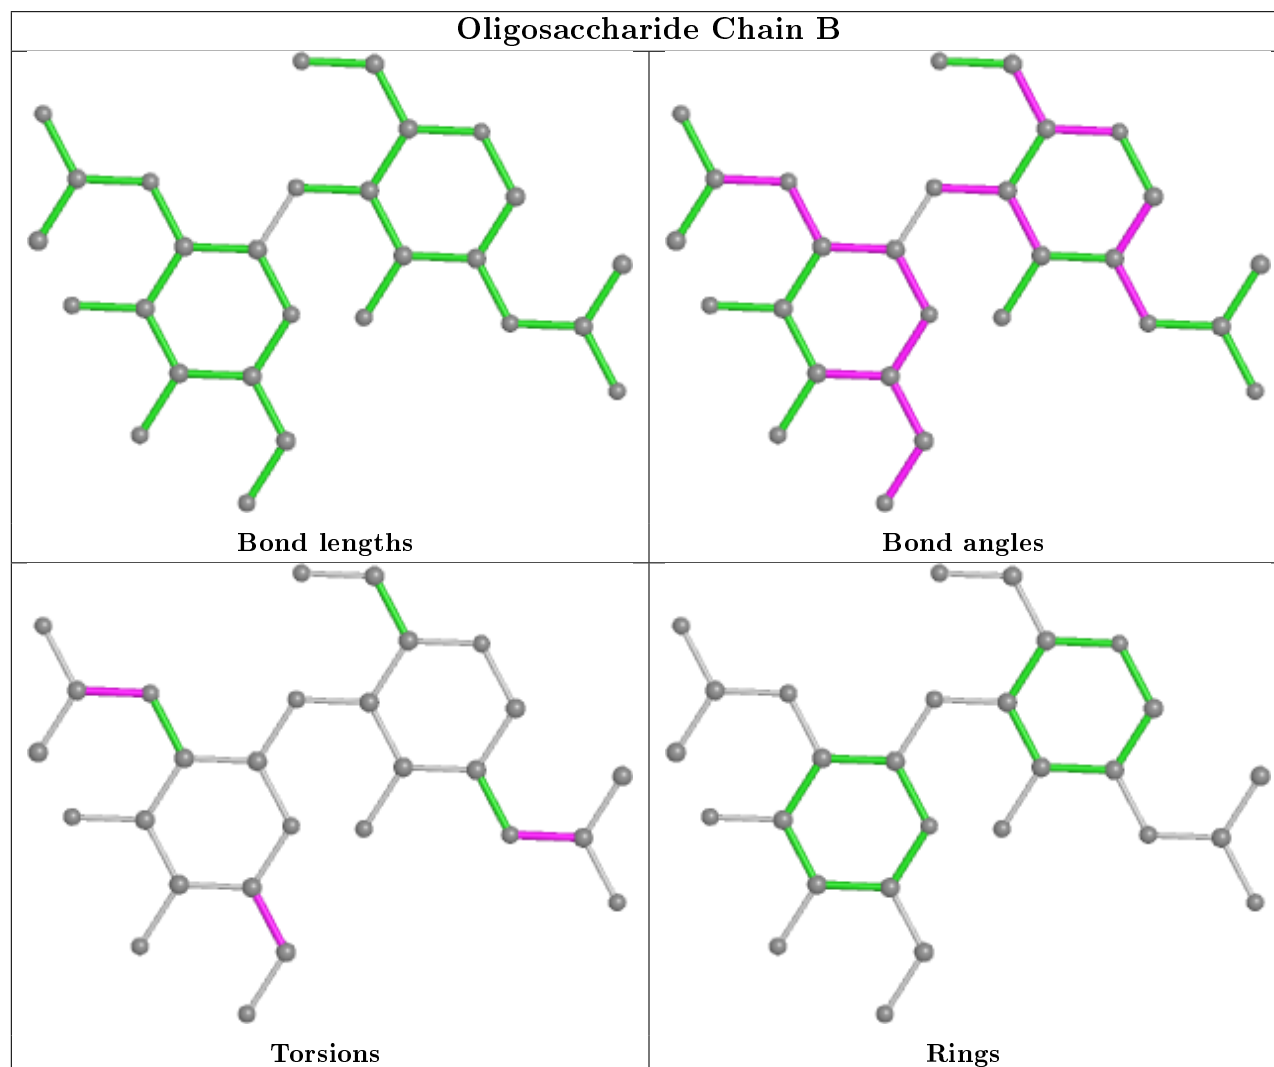 Oligosaccharide Chain B
Bond lengths
Bond angles
Torsions
Rings